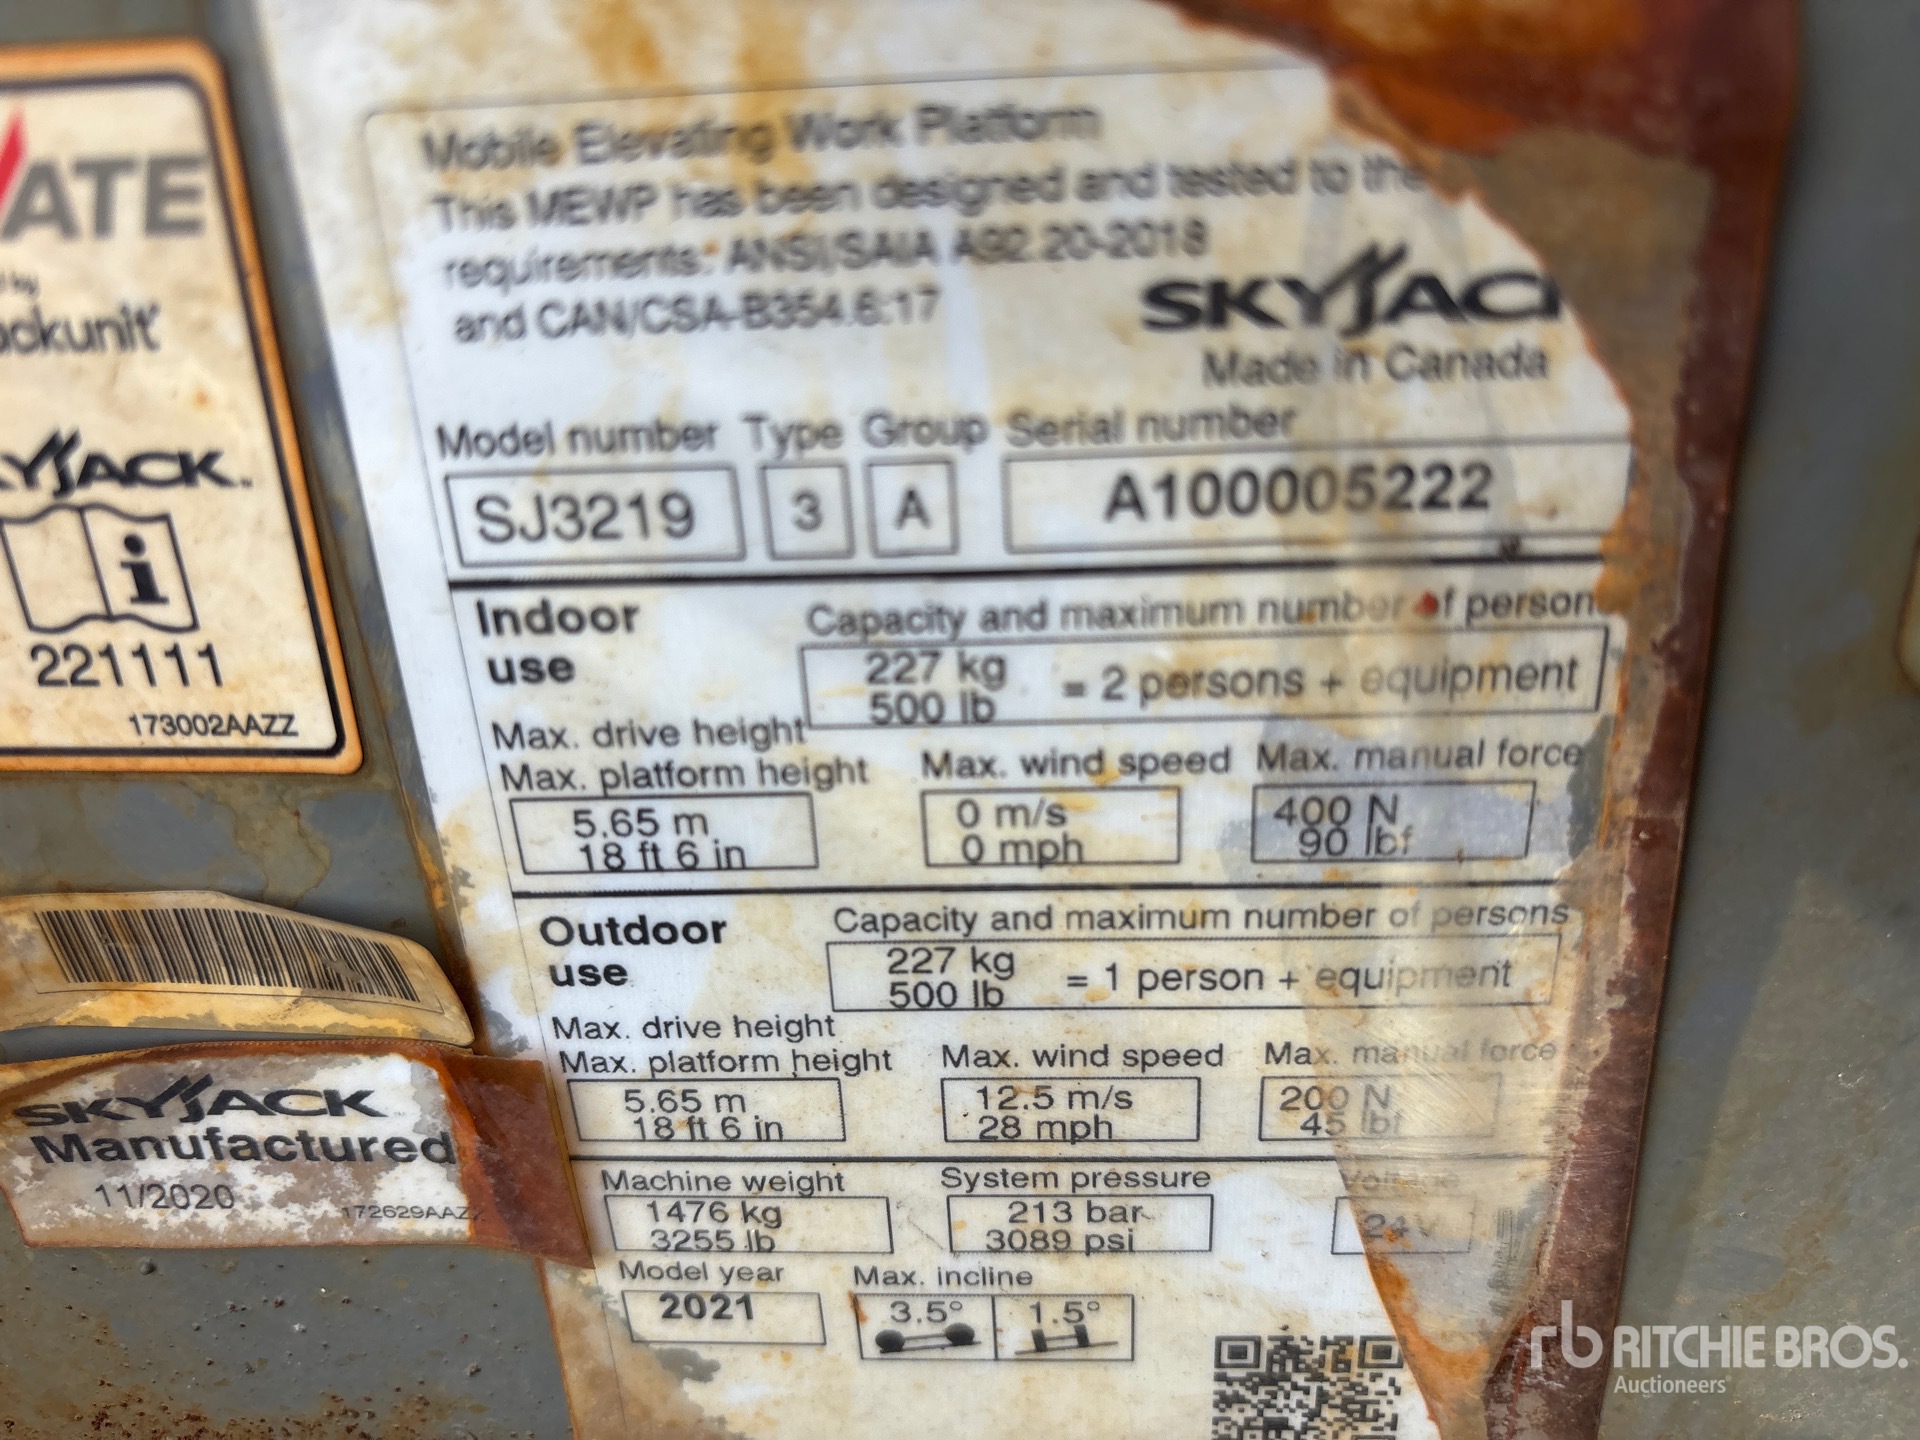 ATE
by
ackunit
YJACK.
221111
173002AAZZ
SKYJACK
Manufactured
11/2020
172629AAZ
Mobile Elevating Work Platform
This MEWP has been designed and tested to the
requirements: ANSI/SAIA A92.20-2018
and CAN/CSA-B354.6:17
SKYJAC
Made in Canada
Model number Type Group Serial number
SJ3219 3 A A100005222
Indoor
use
Capacity and maximum number of person
227 kg
500 lb
= 2 persons + equipment
Max. drive height
Max. platform height Max. wind speed Max. manual force
5.65 m 0 m/s 400 N
18 ft 6 in 0 mph 90 lbf
Outdoor
use
Capacity and maximum number of persons
227 kg
500 lb
= 1 person + equipment
Max. drive height
Max. platform height Max. wind speed Max. manual force
5.65 m 12.5 m/s 200 N
18 ft 6 in 28 mph 45 lbf
Machine weight System pressure Voltage
1476 kg 213 bar 24V
3255 lb 3089 psi
Model year Max. incline
2021 3.5° 1.5°
rb RITCHIE BROS.
Auctioneers